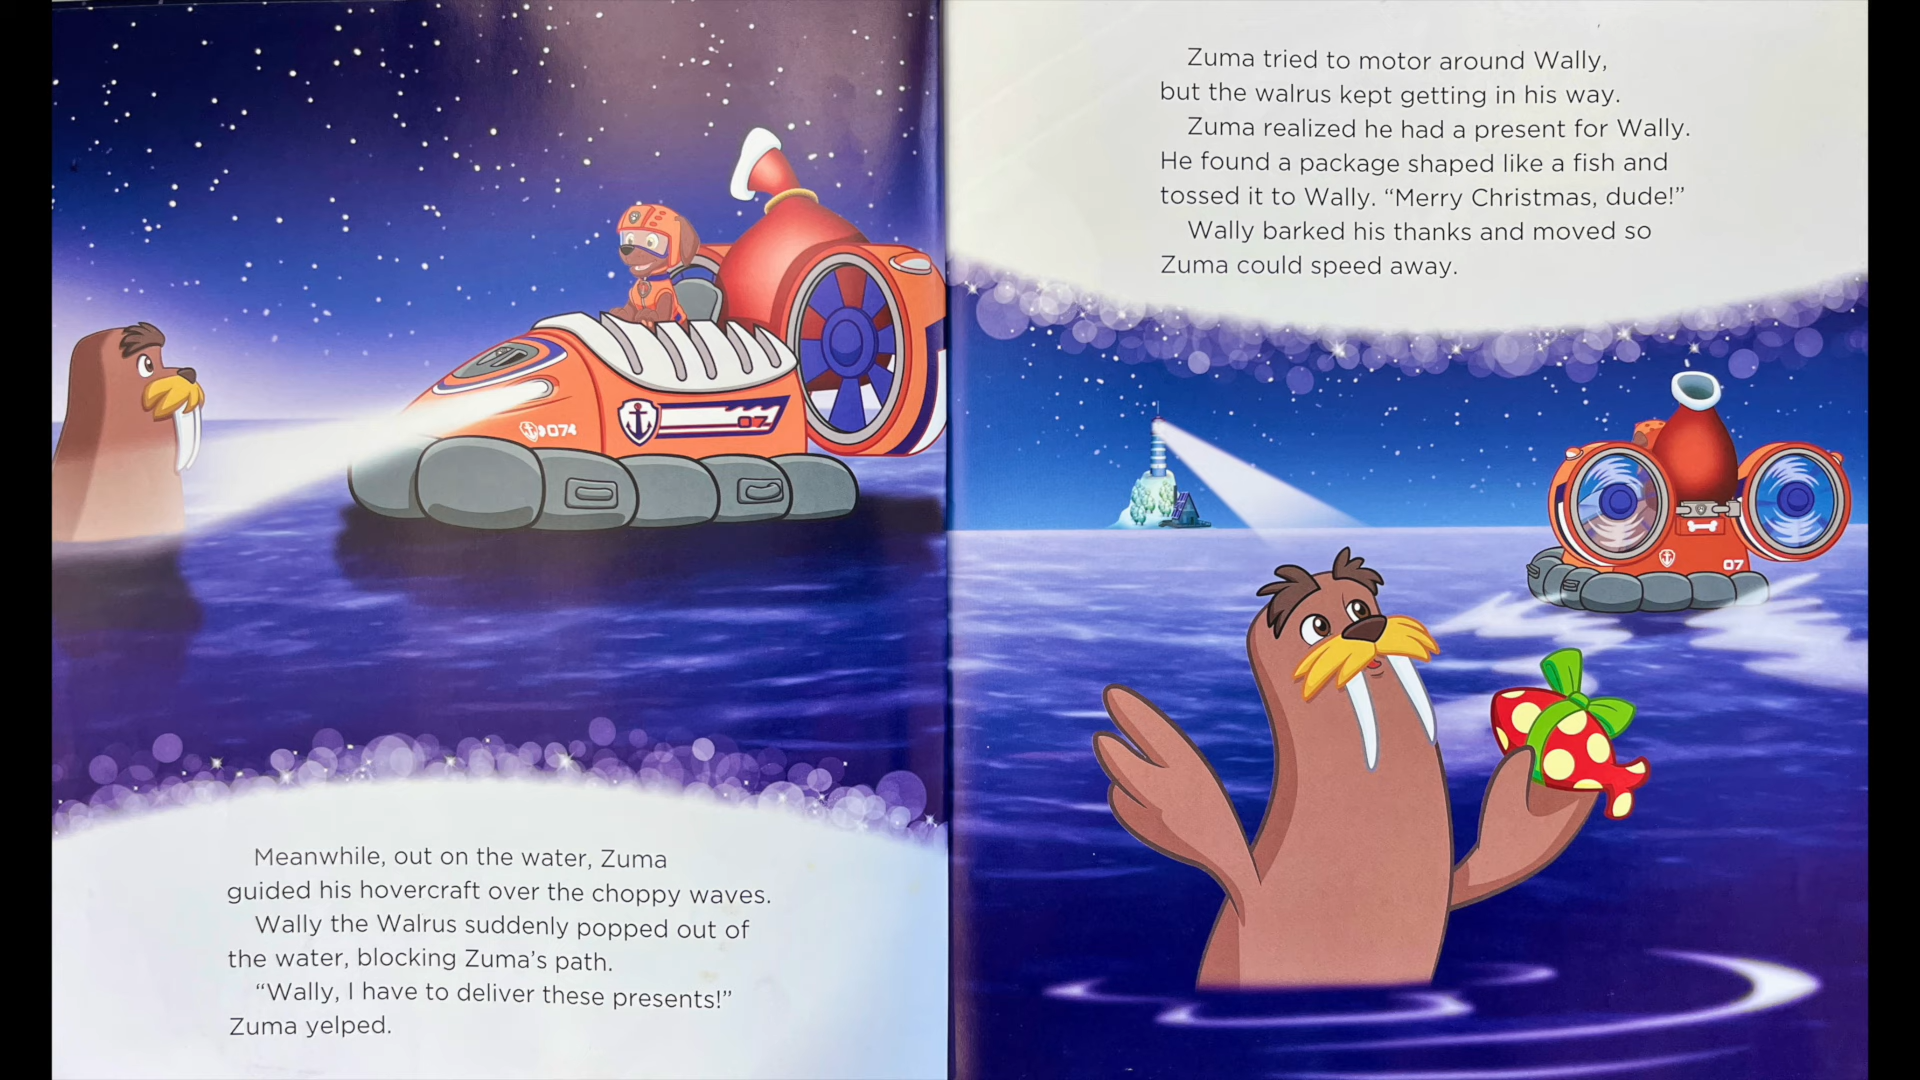 Meanwhile, out on the water, Zuma
guided his hovercraft over the choppy waves.
Wally the Walrus suddenly popped out of
the water, blocking Zuma’s path.
“Wally, I have to deliver these presents!”
Zuma yelped.
074
07
Zuma tried to motor around Wally,
but the walrus kept getting in his way.
Zuma realized he had a present for Wally.
He found a package shaped like a fish and
tossed it to Wally. “Merry Christmas, dude!”
Wally barked his thanks and moved so
Zuma could speed away.
07